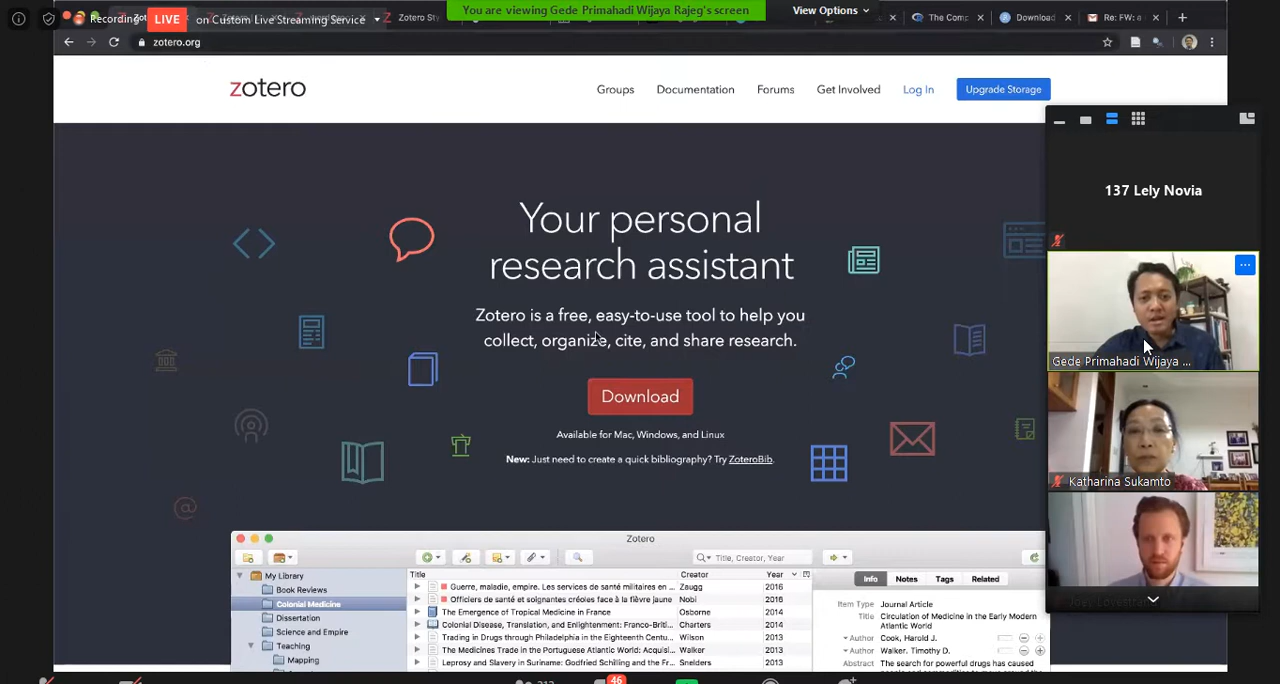 Recording
LIVE
on Custom Live Streaming Service
Zotero St
You are viewing Gede Primahadi Wijaya Rajeg's screen
View Options
The Comp
Download
Re: FW: a
zotero.org
zotero
Groups
Documentation
Forums
Get Involved
Log In
Upgrade Storage
137 Lely Novia
Your personal
research assistant
Zotero is a free, easy-to-use tool to help you
collect, organize, cite, and share research.
Gede Primahadi Wijaya ...
Download
Available for Mac, Windows, and Linux
New: Just need to create a quick bibliography? Try ZoteroBib.
Katharina Sukamto
Zotero
Title, Creator, Year
My Library
Book Reviews
Colonial Medicine
Dissertation
Science and Empire
Teaching
Mapping
Title
Creator
Year
Guerre, maladie, empire. Les services de santé militaires en ...
Zaugg
2016
Officiers de santé et soignantes créoles face à la fièvre jaune
Nobi
2016
The Emergence of Tropical Medicine in France
Osborne
2014
Colonial Disease, Translation, and Enlightenment: Franco-Briti...
Charters
2014
Trading in Drugs through Philadelphia in the Eighteenth Centu...
Wilson
2013
The Medicines Trade in the Portuguese Atlantic World: Acquisi...
Walker
2013
Leprosy and Slavery in Suriname: Godfried Schilling and the Fr...
Snelders
2013
Info
Notes
Tags
Related
Item Type
Journal Article
Title
Circulation of Medicine in the Early Modern
Atlantic World
Author
Cook, Harold J.
Author
Walker, Timothy D.
Abstract
The search for powerful drugs has caused
46